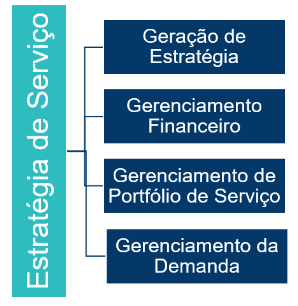 Estratégia de Serviço
Geração de
Estratégia
Gerenciamento
Financeiro
Gerenciamento de
Portfólio de Serviço
Gerenciamento da
Demanda